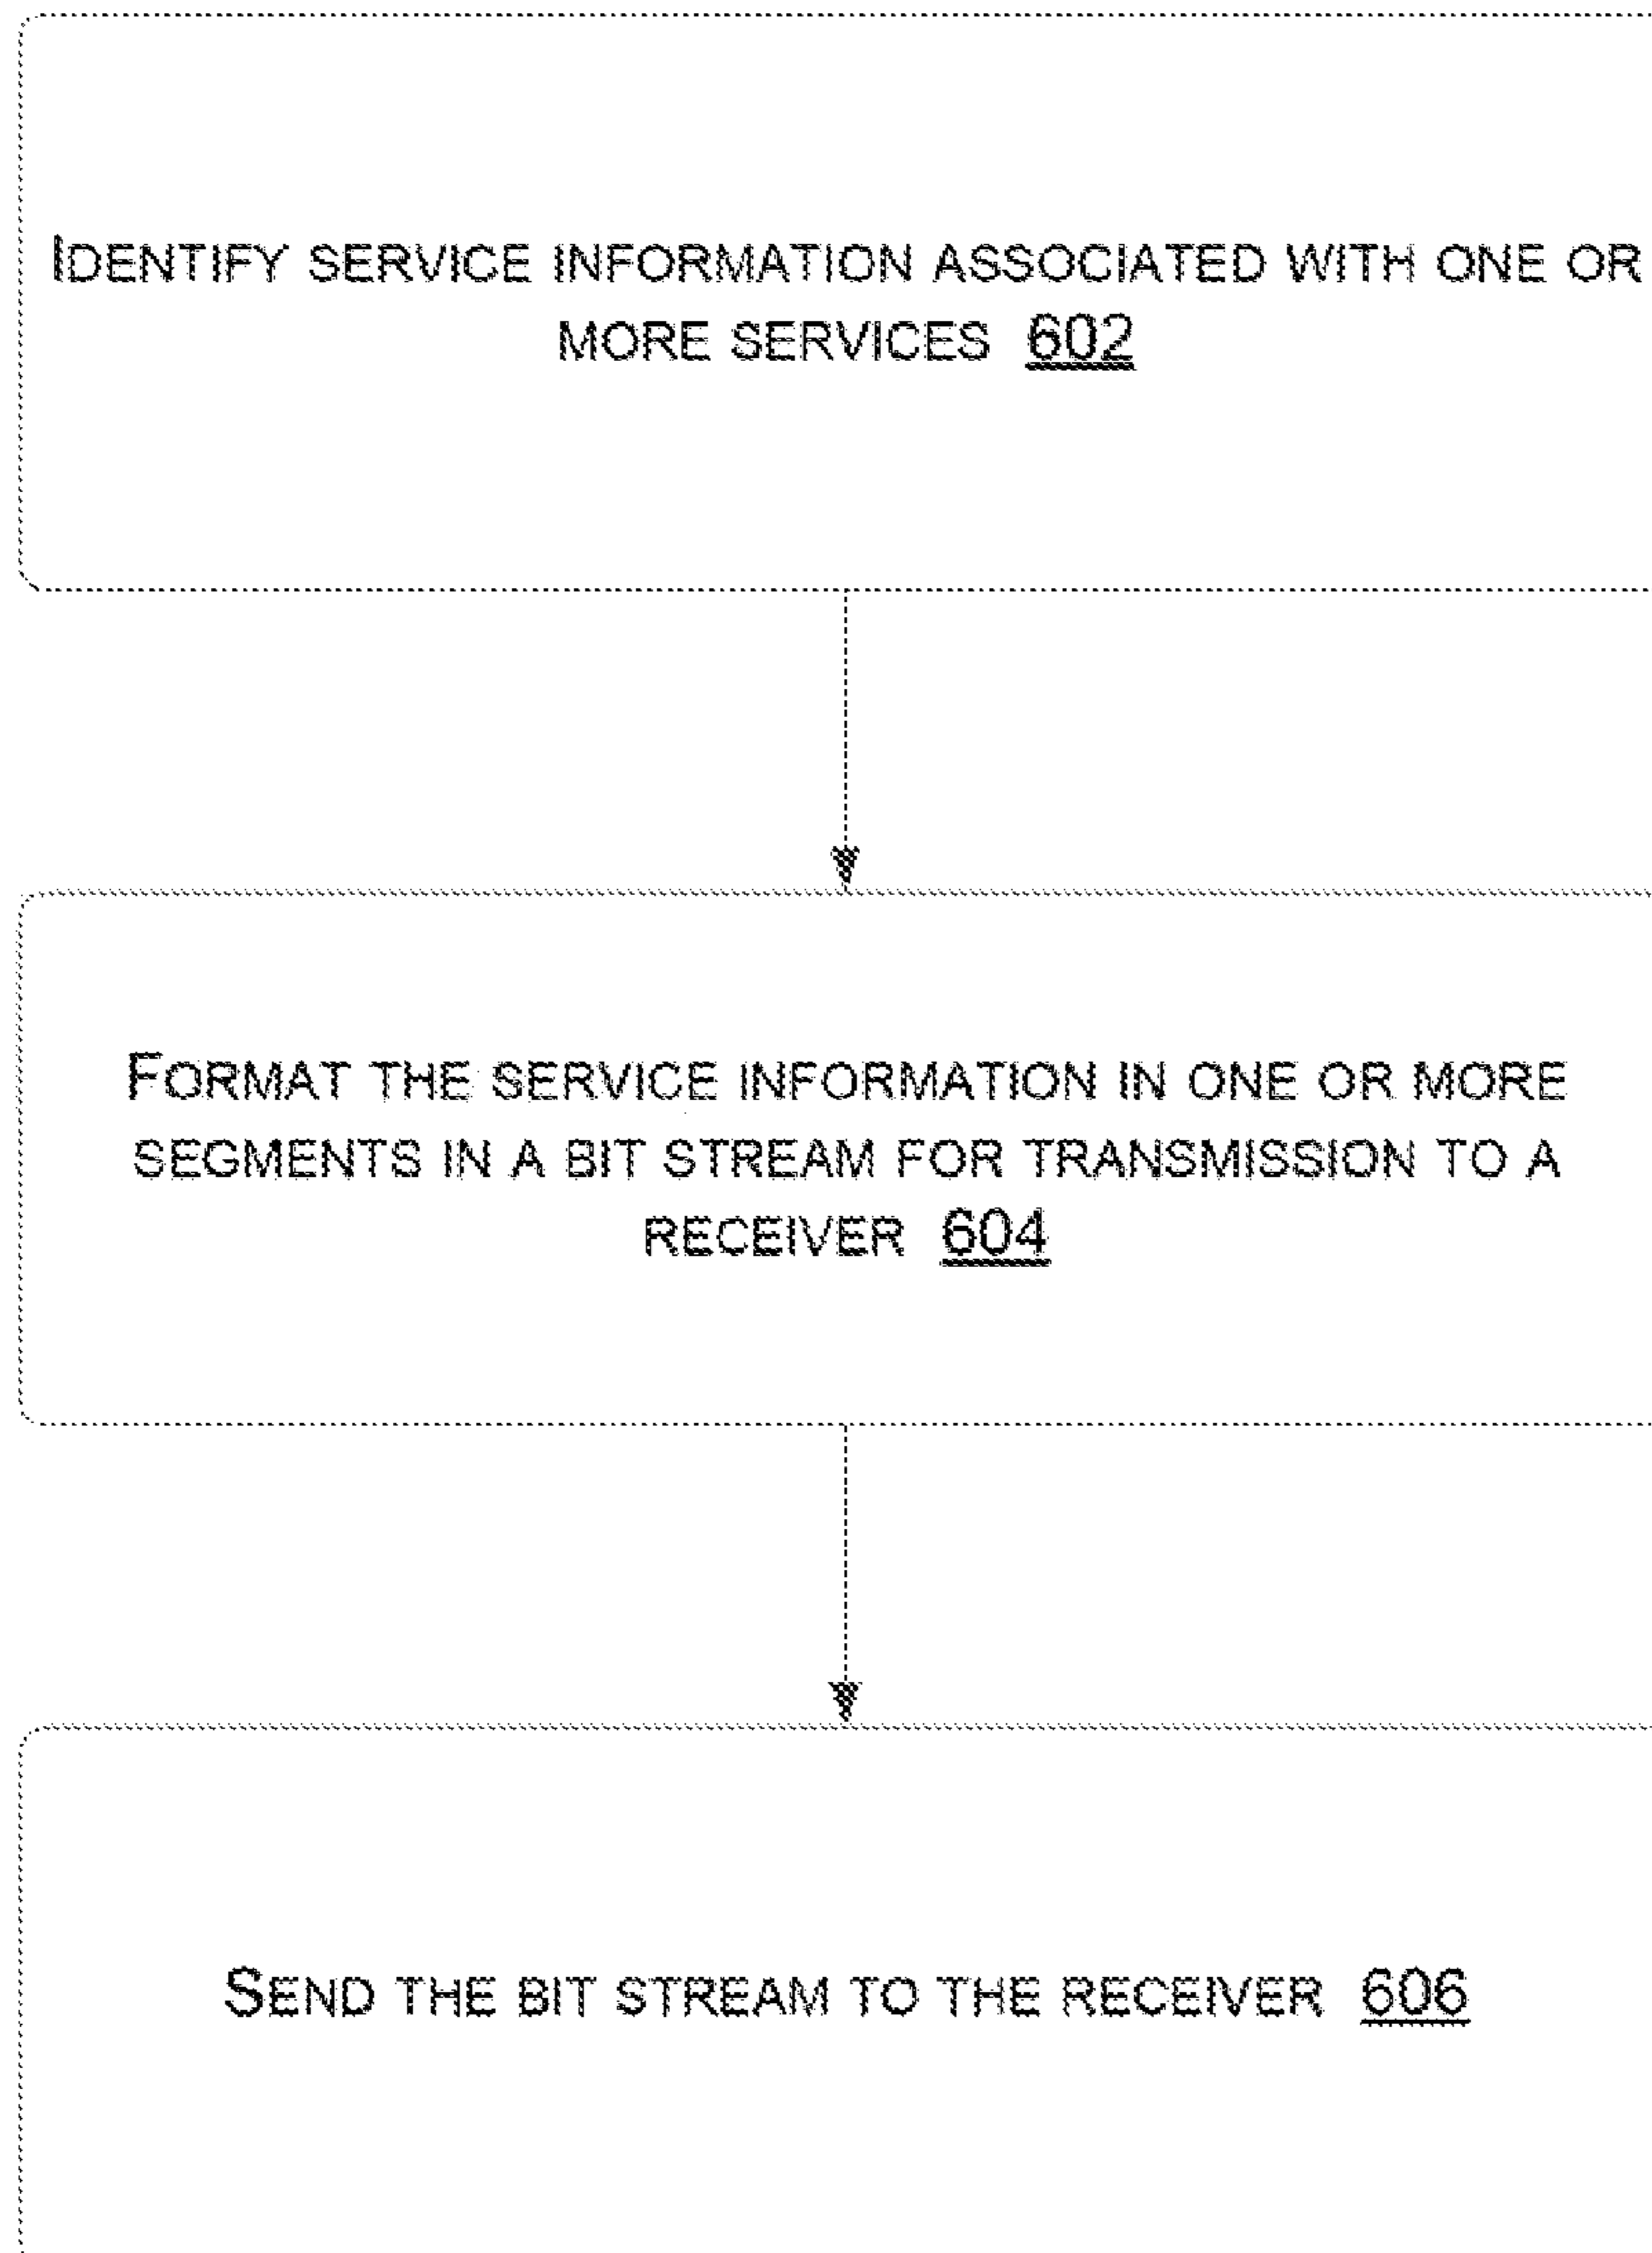 IDENTIFY SERVICE INFORMATION ASSOCIATED WITH ONE OR
MORE SERVICES 602
FORMAT THE SERVICE INFORMATION IN ONE OR MORE
SEGMENTS IN A BIT STREAM FOR TRANSMISSION TO A
RECEIVER 604
SEND THE BIT STREAM TO THE RECEIVER 606